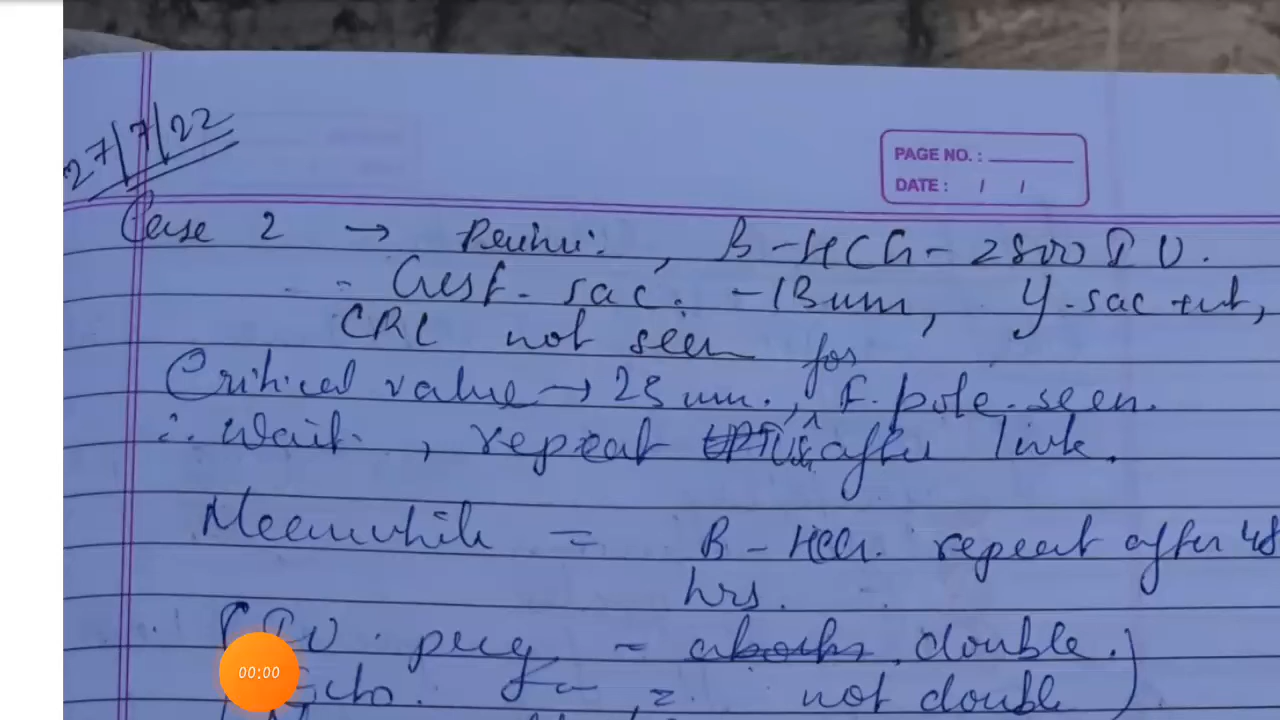 27/7/22
PAGE NO. :
DATE : / /
Case 2 → , B-HCG - 2800 IU.
Gest. sac. - 13mm, Y. sac +nt,
CRL not seen
Critical value → 25 mm., for F. pole seen.
∴ Wait, repeat after 1wk.
Meanwhile = B-HCG. repeat after 48
hrs.
( IU. preg - double. )
not double
00:00